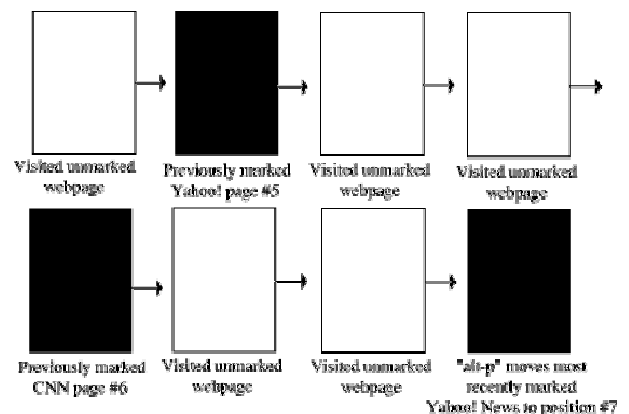 Visited unmarked
webpage
Previously marked
Yahoo! page #5
Visited unmarked
webpage
Visited unmarked
webpage
Previously marked
CNN page #6
Visited unmarked
webpage
Visited unmarked
webpage
"alt-p" moves most
recently marked
Yahoo! News to position #7